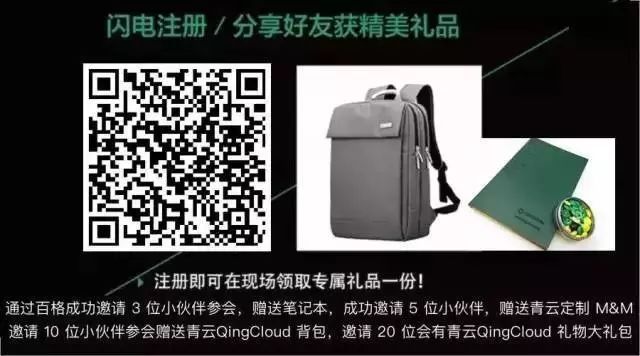 闪电注册 / 分享好友获精美礼品
注册即可在现场领取专属礼品一份!
通过百格成功邀请 3 位小伙伴参会，赠送笔记本，成功邀请 5 位小伙伴，赠送青云定制 M&M
邀请 10 位小伙伴参会赠送青云QingCloud 背包，邀请 20 位会有青云QingCloud 礼物大礼包